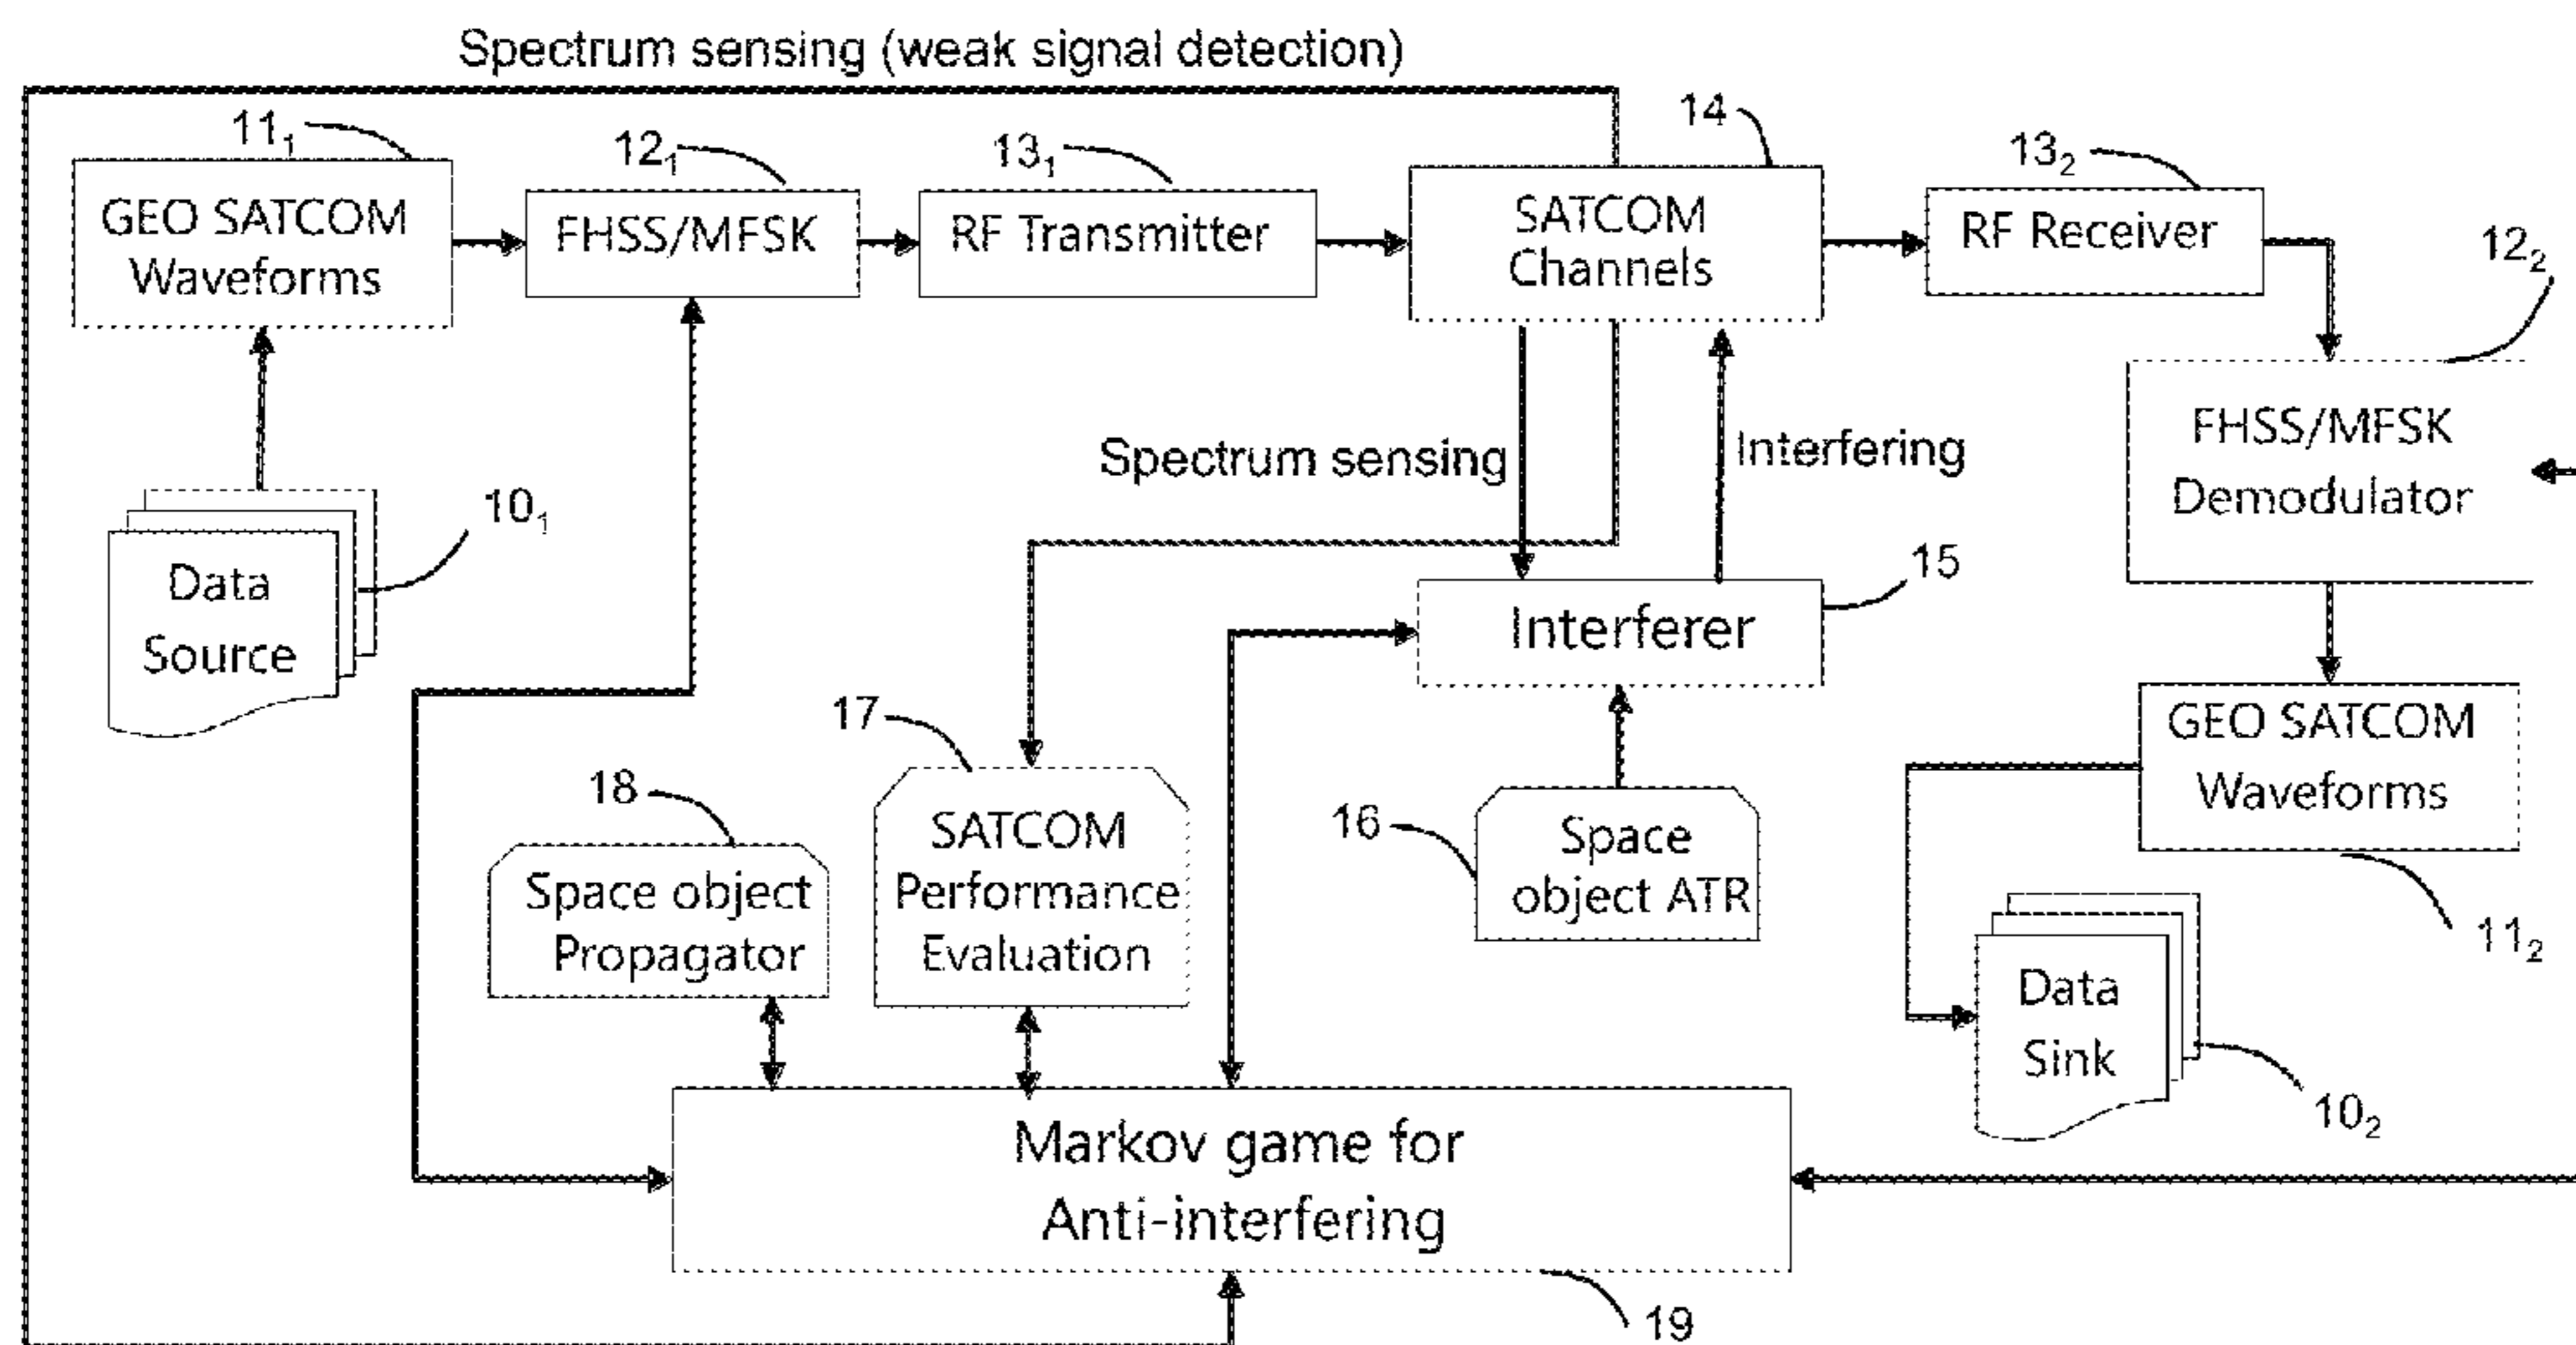 Spectrum sensing (weak signal detection)
11₁
12₁
13₁
14
13₂
GEO SATCOM
Waveforms
FHSS/MFSK
RF Transmitter
SATCOM
Channels
RF Receiver
12₂
Spectrum sensing
Interfering
FHSS/MFSK
Demodulator
10₁
Data
Source
15
Interferer
17
GEO SATCOM
Waveforms
18
16
SATCOM
Performance
Evaluation
Space
object ATR
Space object
Propagator
11₂
Data
Sink
10₂
Markov game for
Anti-interfering
19